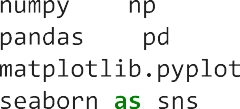 numpy np
pandas pd
matplotlib.pyplot
seaborn as sns